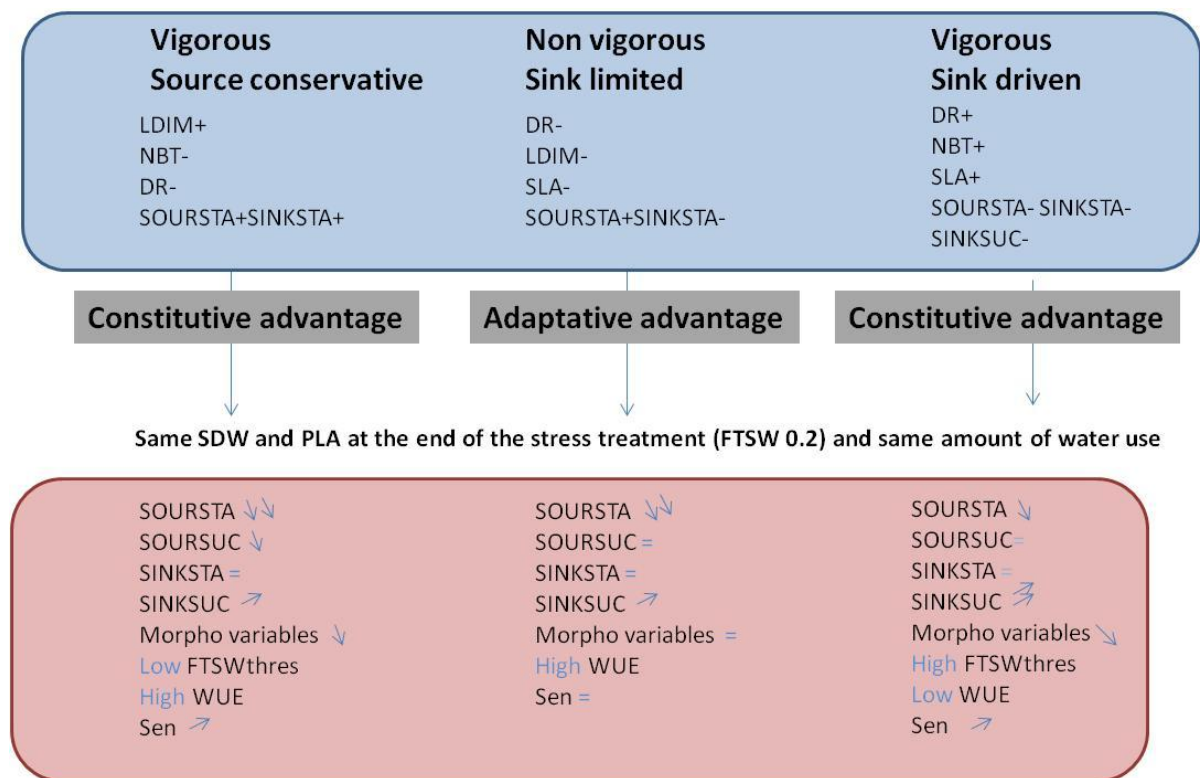 Vigorous
Source conservative
LDIM+
NBT-
DR-
SOURSTA+SINKSTA+
Non vigorous
Sink limited
DR-
LDIM-
SLA-
SOURSTA+SINKSTA-
Vigorous
Sink driven
DR+
NBT+
SLA+
SOURSTA- SINKSTA-
SINKSUC-
Constitutive advantage
Adaptative advantage
Constitutive advantage
Same SDW and PLA at the end of the stress treatment (FTSW 0.2) and same amount of water use
SOURSTA ↘↘
SOURSUC ↘
SINKSTA =
SINKSUC ↗
Morpho variables ↘
Low FTSWthres
High WUE
Sen ↗
SOURSTA ↘↘
SOURSUC =
SINKSTA =
SINKSUC ↗
Morpho variables =
High WUE
Sen =
SOURSTA ↘
SOURSUC=
SINKSTA =
SINKSUC ↗↗
Morpho variables ↘
High FTSWthres
Low WUE
Sen ↗